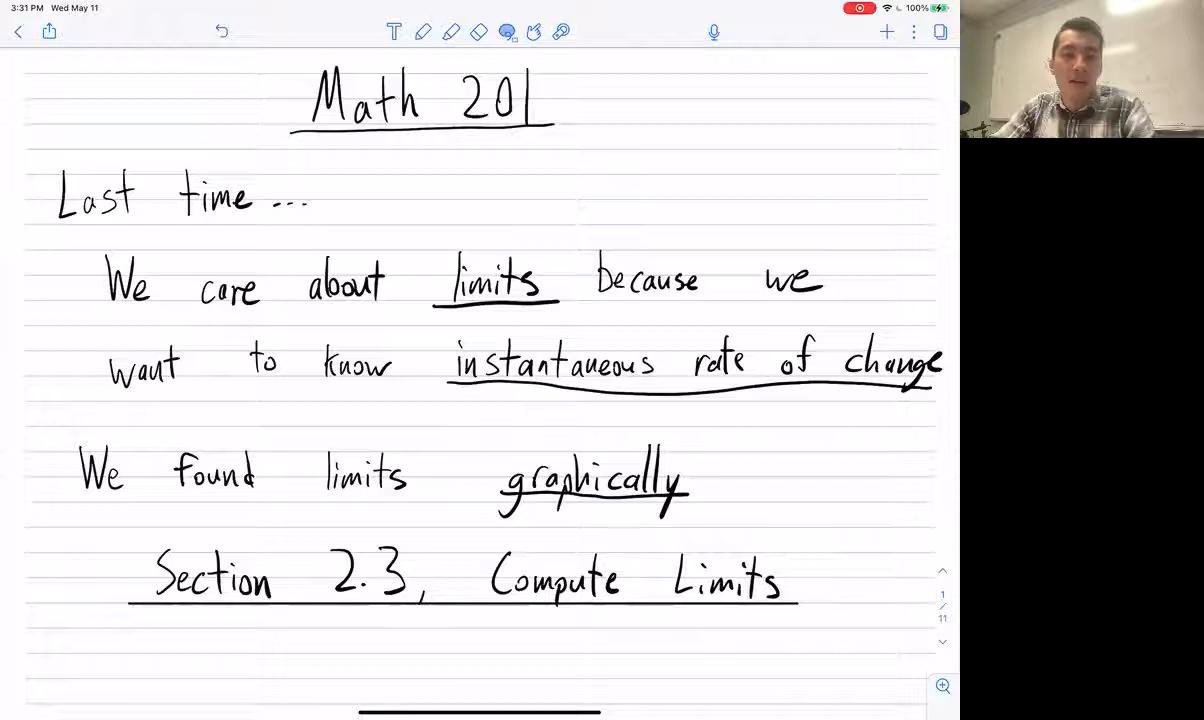 3:31 PM Wed May 11
100%
Math 201
Last time...
We care about limits because we
want to know instantaneous rate of change
We found limits graphically
Section 2.3, Compute Limits
1
/
11